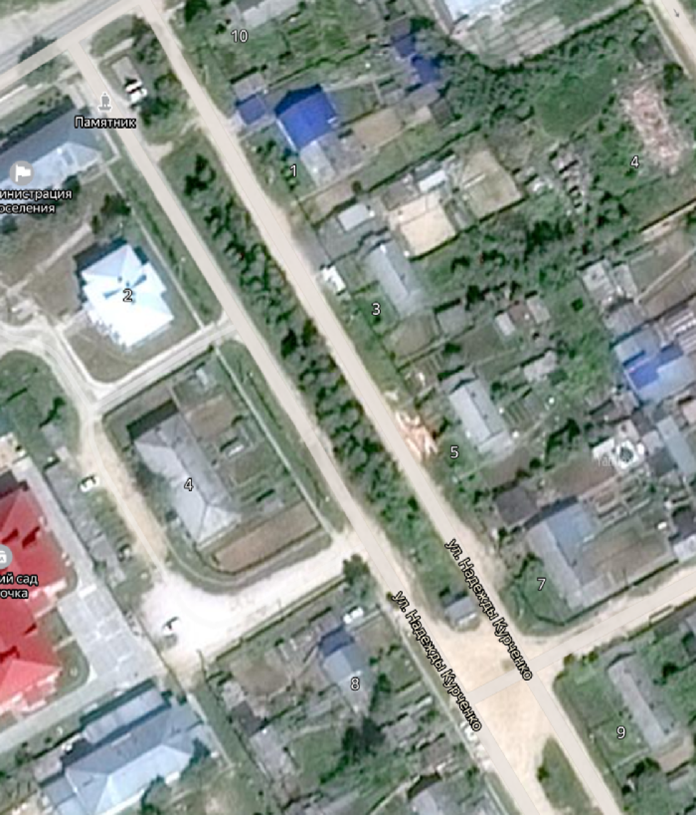 10
Памятник
1
4
инистрация
оселения
2
3
5
4
ул. Надежды Курченко
ий сад
очка
7
ул. Надежды Курченко
8
9